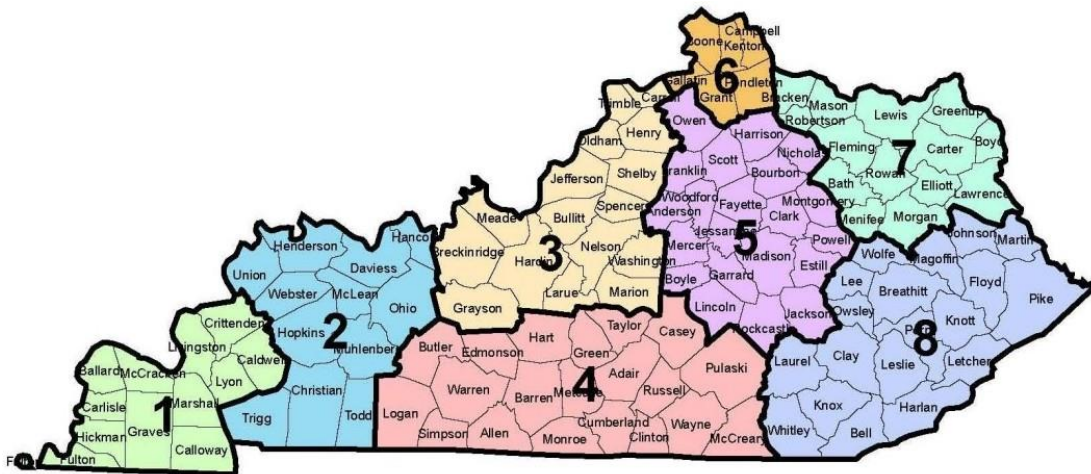 Boone
Campbell
Kenton
6
Gallatin
Grant
Pendleton
Bracken
Trimble
Carroll
Owen
Mason
Robertson
Lewis
Greenup
Oldham
Henry
Harrison
Nicholas
Fleming
7
Carter
Boyd
Scott
Bourbon
Rowan
Jefferson
Shelby
Franklin
Bath
Elliott
Lawrence
Woodford
Fayette
Montgomery
Spencer
Anderson
Clark
Menifee
Morgan
Meade
Bullitt
Jessamine
5
Powell
Johnson
Martin
Henderson
Hancock
Breckinridge
3
Nelson
Mercer
Madison
Wolfe
Magoffin
Hardin
Washington
Union
Daviess
Boyle
Garrard
Estill
Lee
Floyd
Webster
McLean
Larue
Marion
Breathitt
Pike
Ohio
Grayson
Lincoln
Jackson
Owsley
Knott
Crittenden
Hopkins
2
Hart
Taylor
Casey
Rockcastle
8
Livingston
Muhlenberg
Butler
Edmonson
Green
Laurel
Clay
Leslie
Letcher
Caldwell
Ballard
McCracken
Lyon
Adair
Pulaski
Warren
4
Metcalfe
Russell
Christian
Barren
Carlisle
1
Marshall
Knox
Harlan
Trigg
Todd
Logan
Cumberland
Wayne
Hickman
Graves
Whitley
Simpson
Allen
Monroe
Clinton
McCreary
Bell
Calloway
Fulton